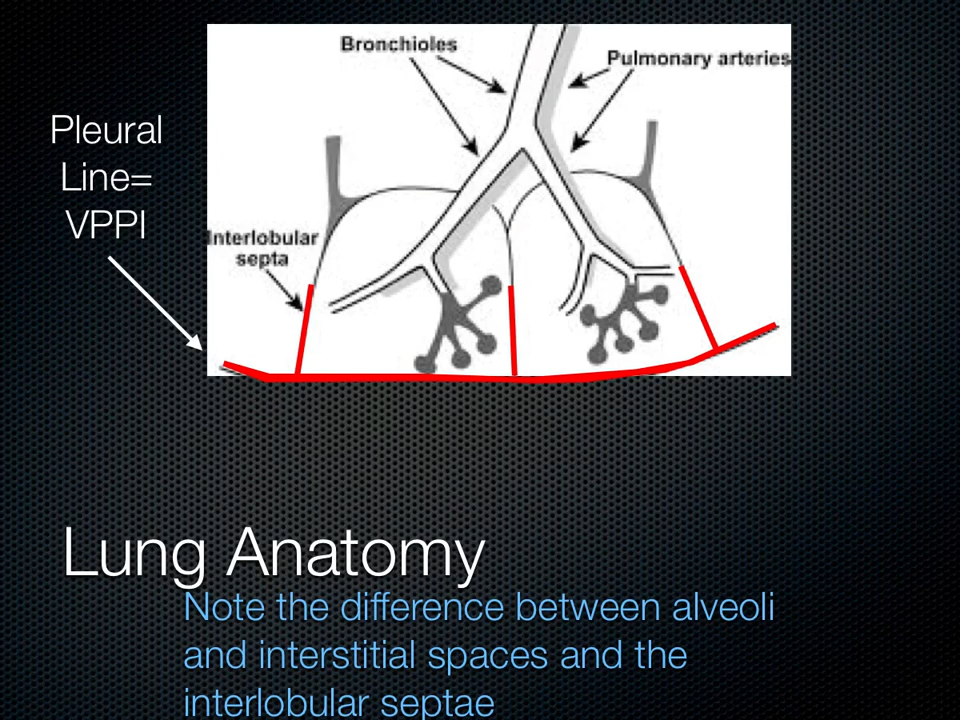 Bronchioles
Pulmonary arteries
Pleural
Line=
VPPI
Interlobular
septa
Lung Anatomy
Note the difference between alveoli
and interstitial spaces and the
interlobular septae